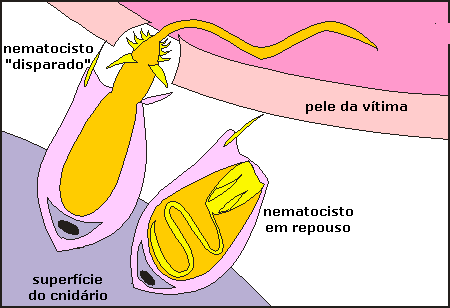 nematocisto
"disparado"
pele da vítima
nematocisto
em repouso
superfície
do cnidário